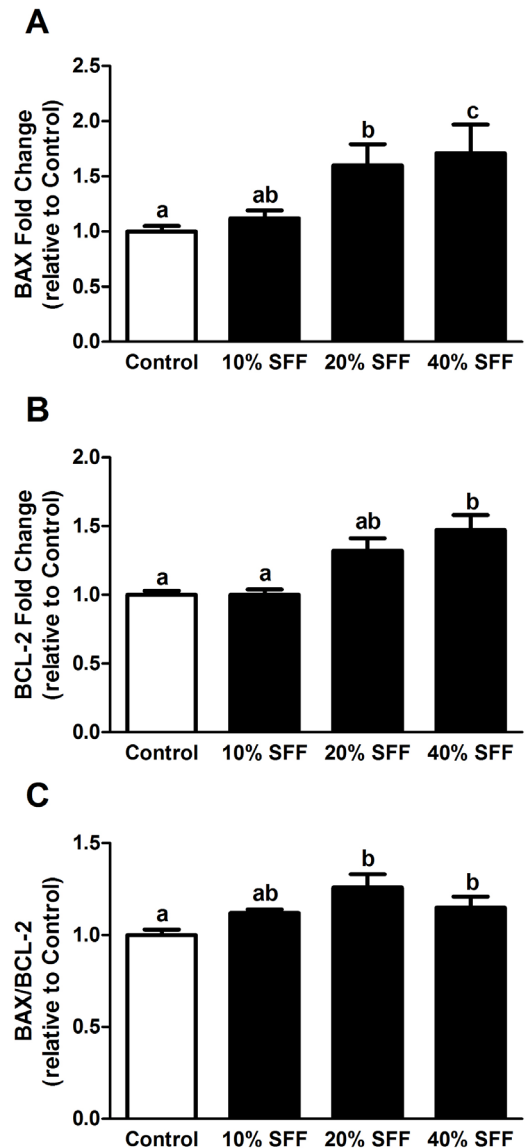 A
BAX Fold Change
(relative to Control)
2.5
2.0
1.5
1.0
0.5
0.0
a
ab
b
c
Control
10% SFF
20% SFF
40% SFF
B
BCL-2 Fold Change
(relative to Control)
2.0
1.5
1.0
0.5
0.0
a
a
ab
b
Control
10% SFF
20% SFF
40% SFF
C
BAX/BCL-2
(relative to Control)
1.5
1.0
0.5
0.0
a
ab
b
b
Control
10% SFF
20% SFF
40% SFF